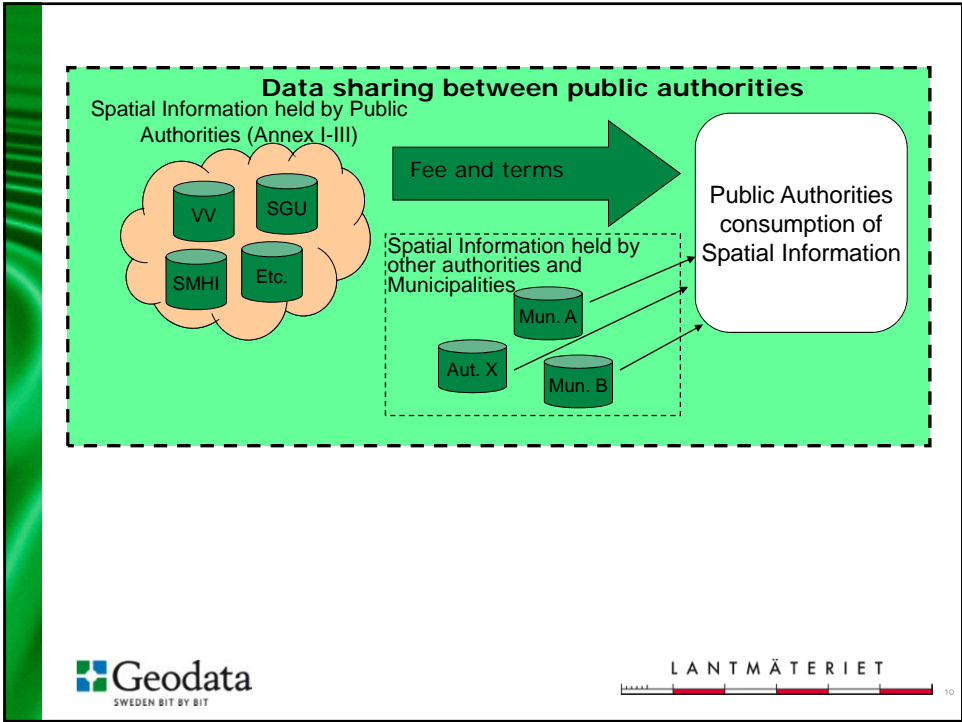 Data sharing between public authorities
Spatial Information held by Public
Authorities (Annex I-III)
VV
SGU
SMHI
Etc.
Fee and terms
Spatial Information held by
other authorities and
Municipalities
Mun. A
Aut. X
Mun. B
Public Authorities
consumption of
Spatial Information
Geodata
SWEDEN BIT BY BIT
LANTMÄTERIET
10